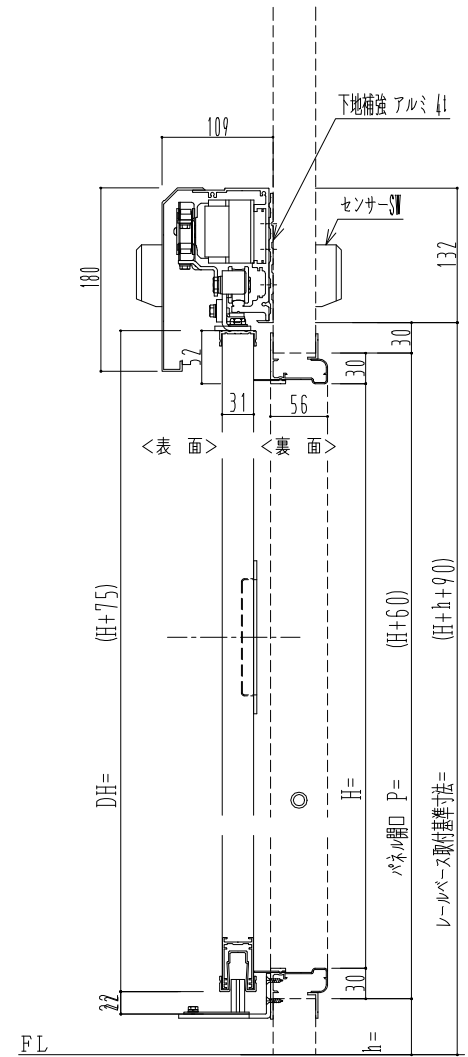 109
下地補強 アルミ 4t
センサーSW
180
132
30
52
30
31
56
＜表 面＞
＜裏 面＞
DH= (H+75)
H=
パネル開口 P= (H+60)
レールベース取付基準寸法= (H+h+90)
30
h=
FL